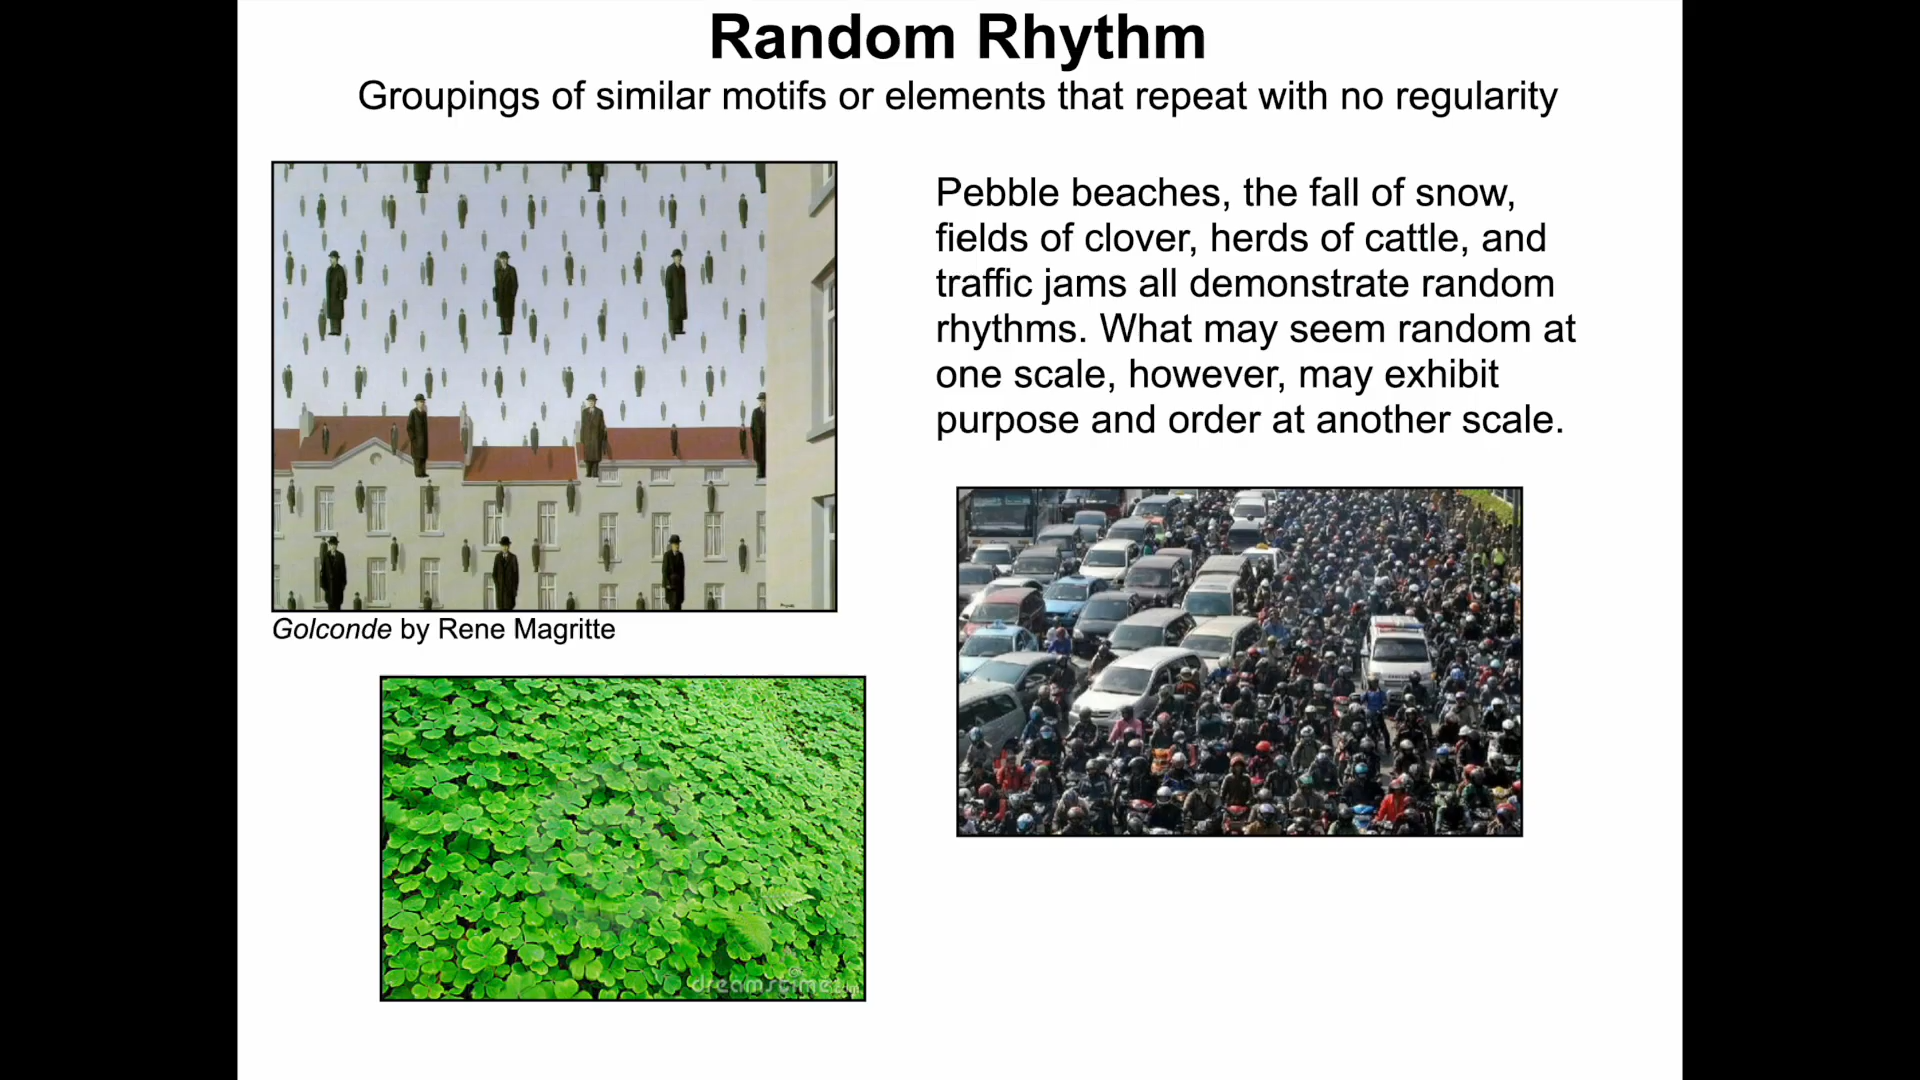 Random Rhythm
Groupings of similar motifs or elements that repeat with no regularity
Pebble beaches, the fall of snow,
fields of clover, herds of cattle, and
traffic jams all demonstrate random
rhythms. What may seem random at
one scale, however, may exhibit
purpose and order at another scale.
Golconde by Rene Magritte
dreamstime.com